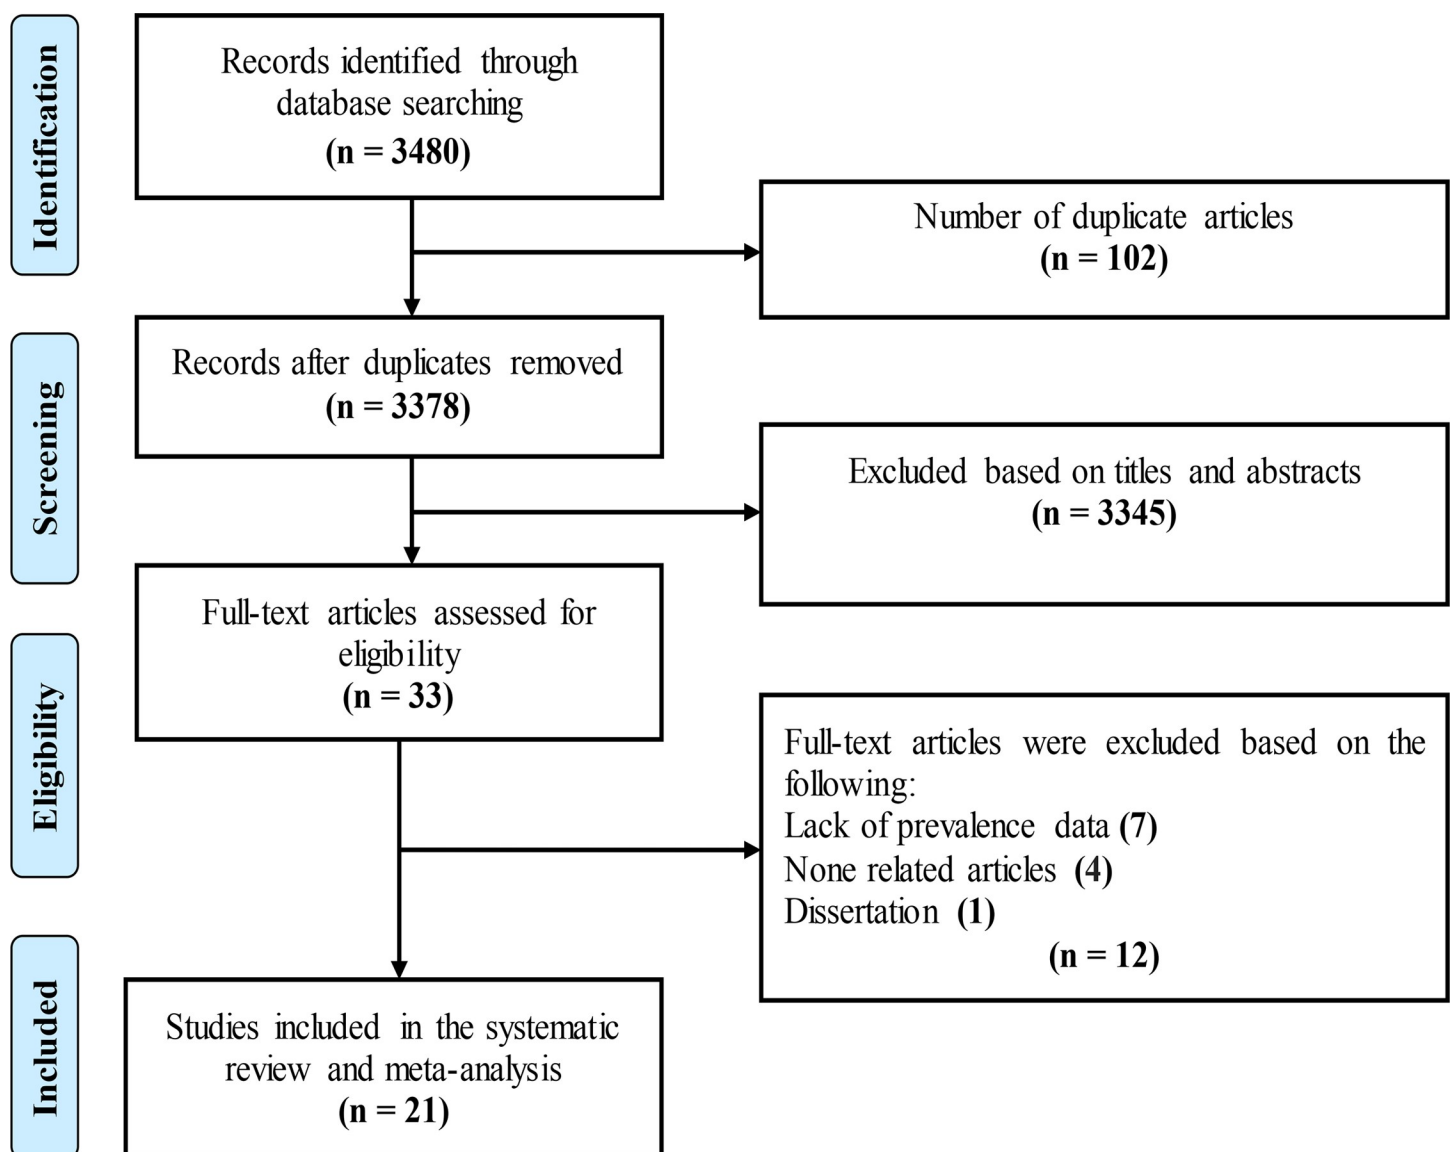 Identification
Records identified through
database searching
(n = 3480)
Number of duplicate articles
(n = 102)
Screening
Records after duplicates removed
(n = 3378)
Excluded based on titles and abstracts
(n = 3345)
Eligibility
Full-text articles assessed for
eligibility
(n = 33)
Full-text articles were excluded based on the
following:
Lack of prevalence data (7)
None related articles (4)
Dissertation (1)
(n = 12)
Included
Studies included in the systematic
review and meta-analysis
(n = 21)